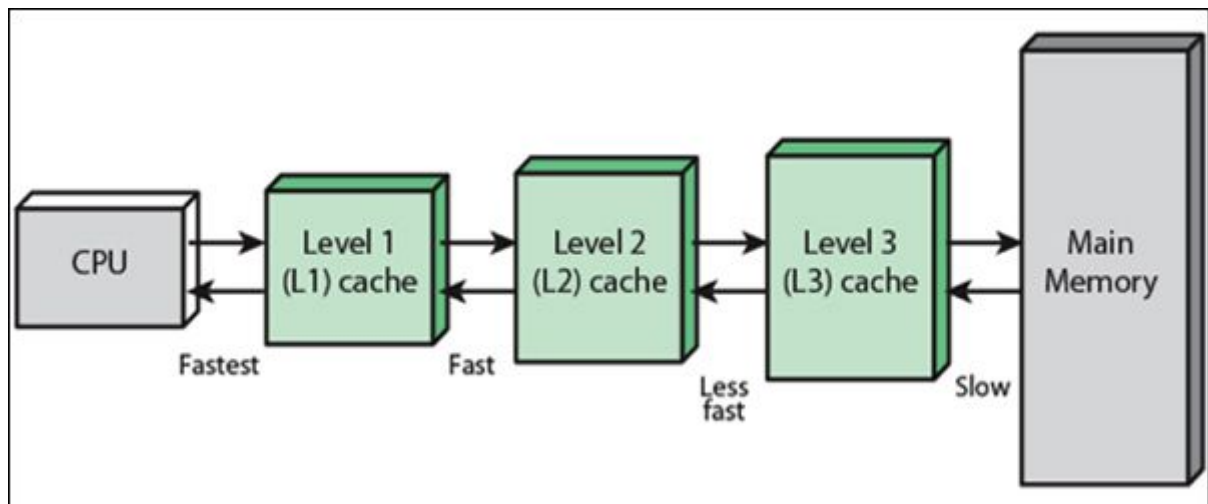 CPU
Level 1
(L1) cache
Level 2
(L2) cache
Level 3
(L3) cache
Main
Memory
Fastest
Fast
Less
fast
Slow